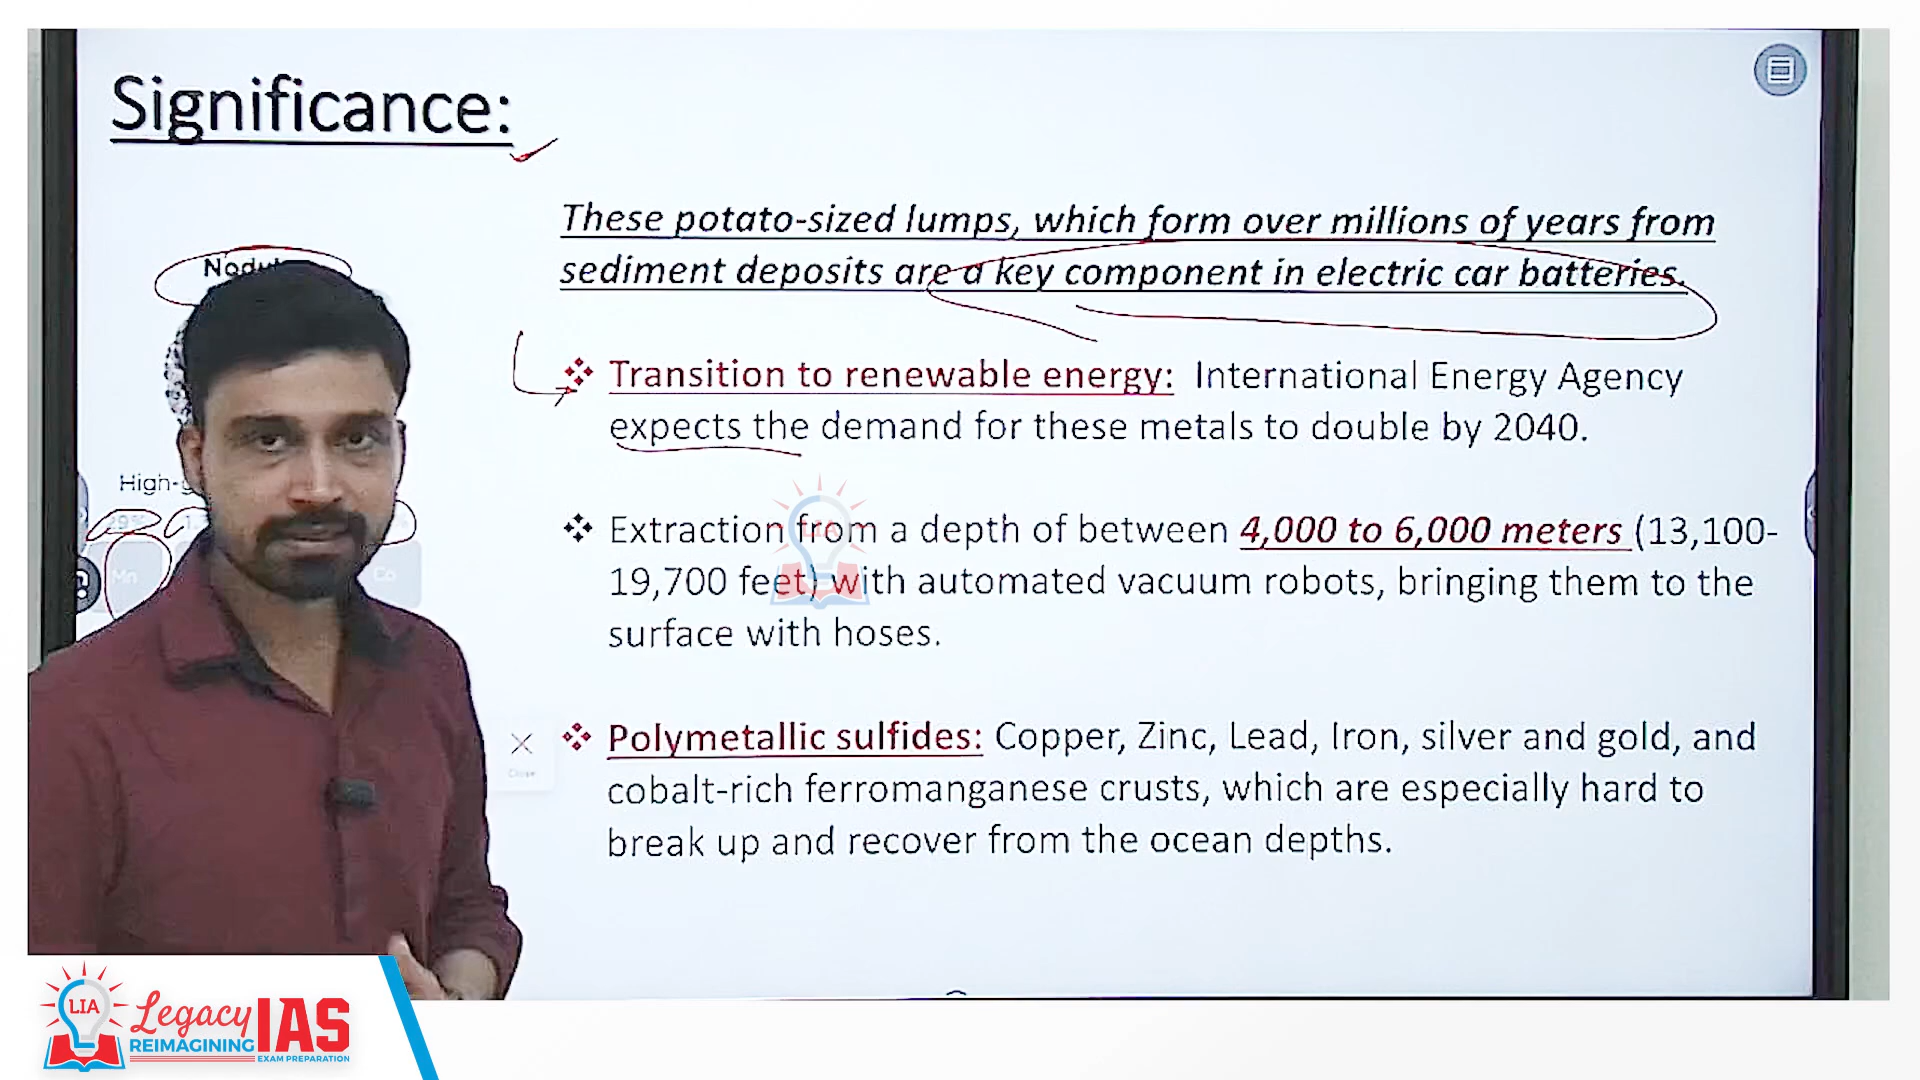 Significance:
These potato-sized lumps, which form over millions of years from
sediment deposits are a key component in electric car batteries.
❖ Transition to renewable energy: International Energy Agency
expects the demand for these metals to double by 2040.
❖ Extraction from a depth of between 4,000 to 6,000 meters (13,100-
19,700 feet) with automated vacuum robots, bringing them to the
surface with hoses.
❖ Polymetallic sulfides: Copper, Zinc, Lead, Iron, silver and gold, and
cobalt-rich ferromanganese crusts, which are especially hard to
break up and recover from the ocean depths.
29%
Mn
Co
Close
LIA
LIA
Legacy IAS
REIMAGINING
EXAM PREPARATION